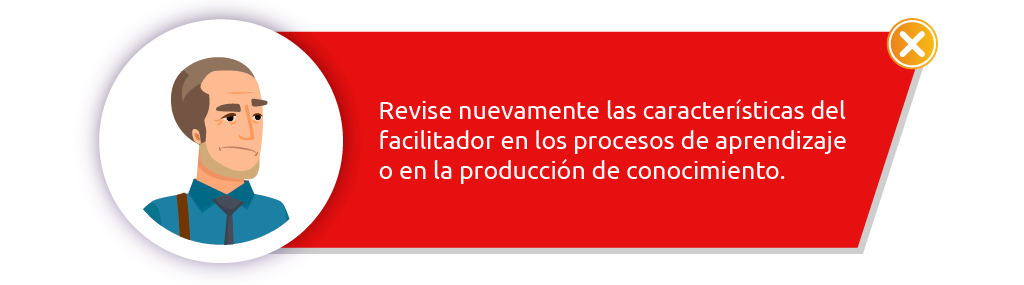 Revise nuevamente las características del
facilitador en los procesos de aprendizaje
o en la producción de conocimiento.